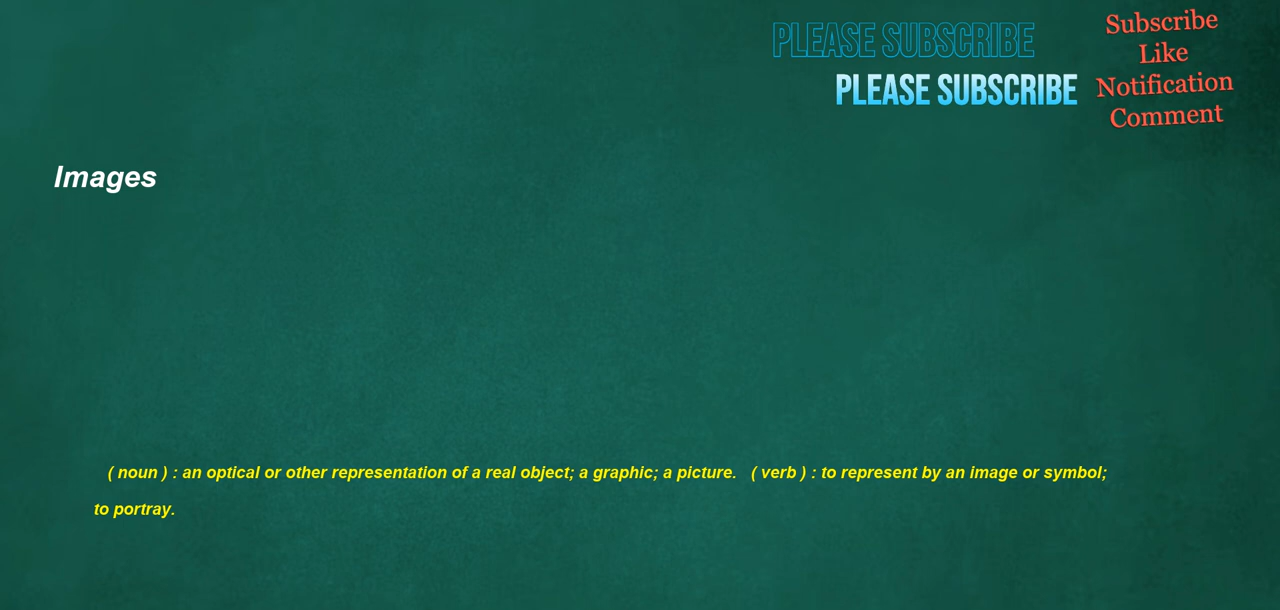 PLEASE SUBSCRIBE
PLEASE SUBSCRIBE
Subscribe
Like
Notification
Comment
Images
( noun ) : an optical or other representation of a real object; a graphic; a picture.   ( verb ) : to represent by an image or symbol;
to portray.